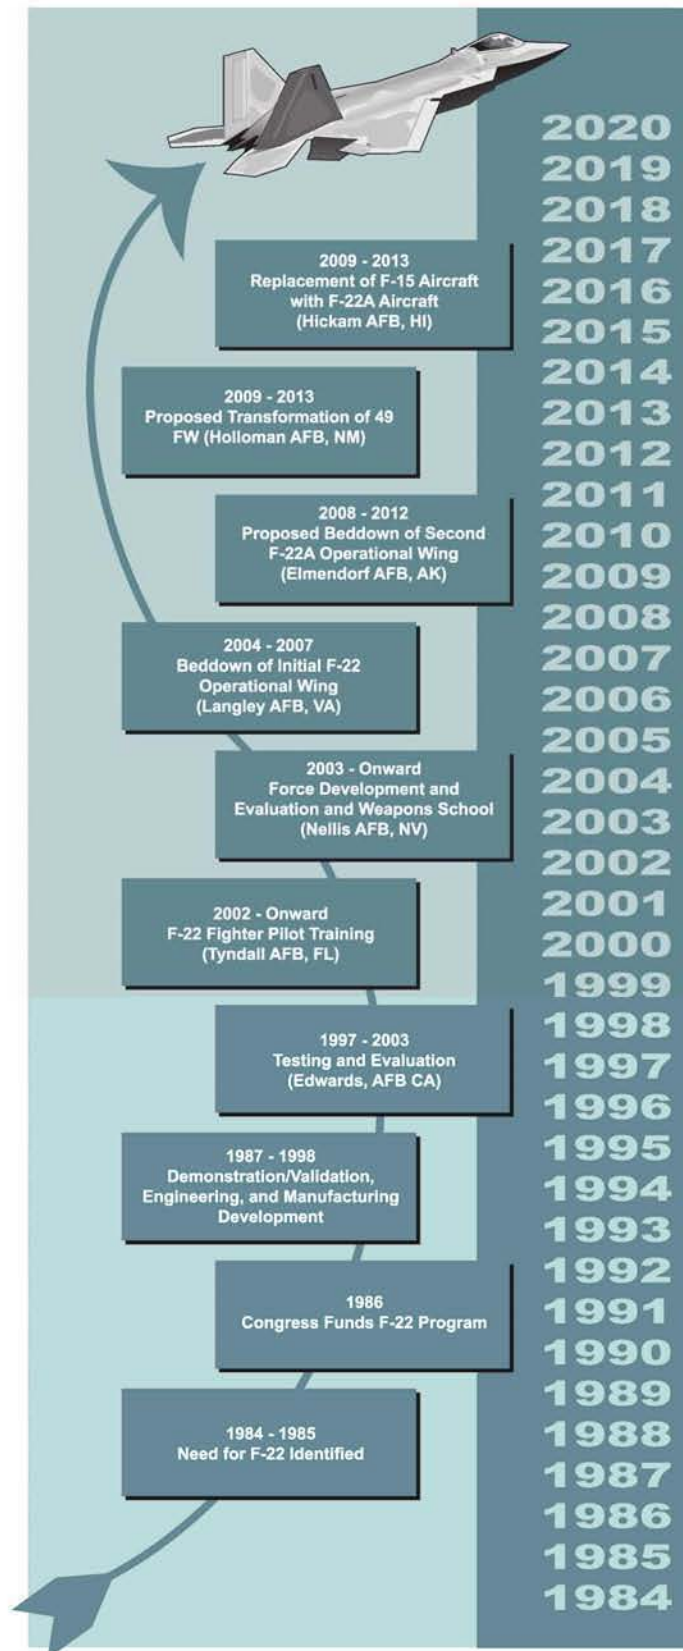 2020
2019
2018
2017
2016
2015
2014
2013
2012
2011
2010
2009
2008
2007
2006
2005
2004
2003
2002
2001
2000
1999
1998
1997
1996
1995
1994
1993
1992
1991
1990
1989
1988
1987
1986
1985
1984
2009 - 2013
Replacement of F-15 Aircraft
with F-22A Aircraft
(Hickam AFB, HI)
2009 - 2013
Proposed Transformation of 49
FW (Holloman AFB, NM)
2008 - 2012
Proposed Beddown of Second
F-22A Operational Wing
(Elmendorf AFB, AK)
2004 - 2007
Beddown of Initial F-22
Operational Wing
(Langley AFB, VA)
2003 - Onward
Force Development and
Evaluation and Weapons School
(Nellis AFB, NV)
2002 - Onward
F-22 Fighter Pilot Training
(Tyndall AFB, FL)
1997 - 2003
Testing and Evaluation
(Edwards, AFB CA)
1987 - 1998
Demonstration/Validation,
Engineering, and Manufacturing
Development
1986
Congress Funds F-22 Program
1984 - 1985
Need for F-22 Identified